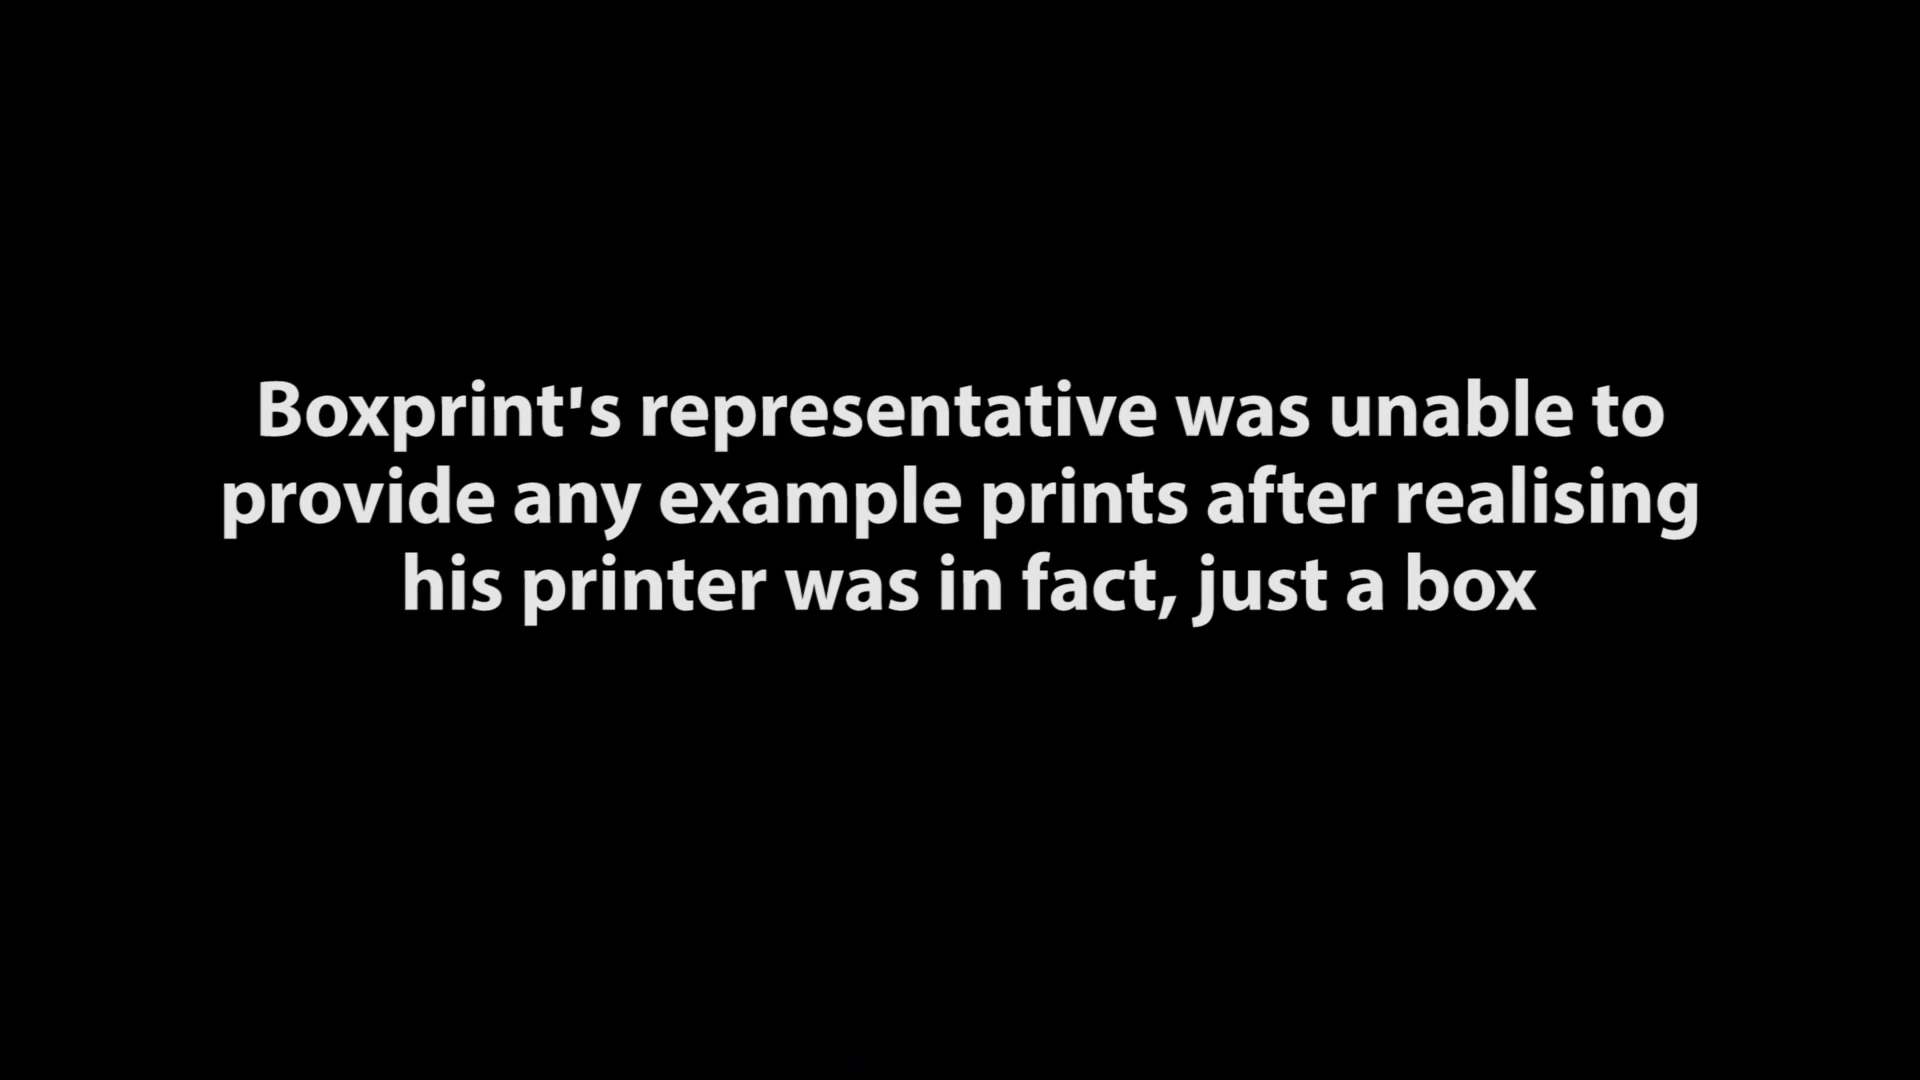 Boxprint's representative was unable to
provide any example prints after realising
his printer was in fact, just a box